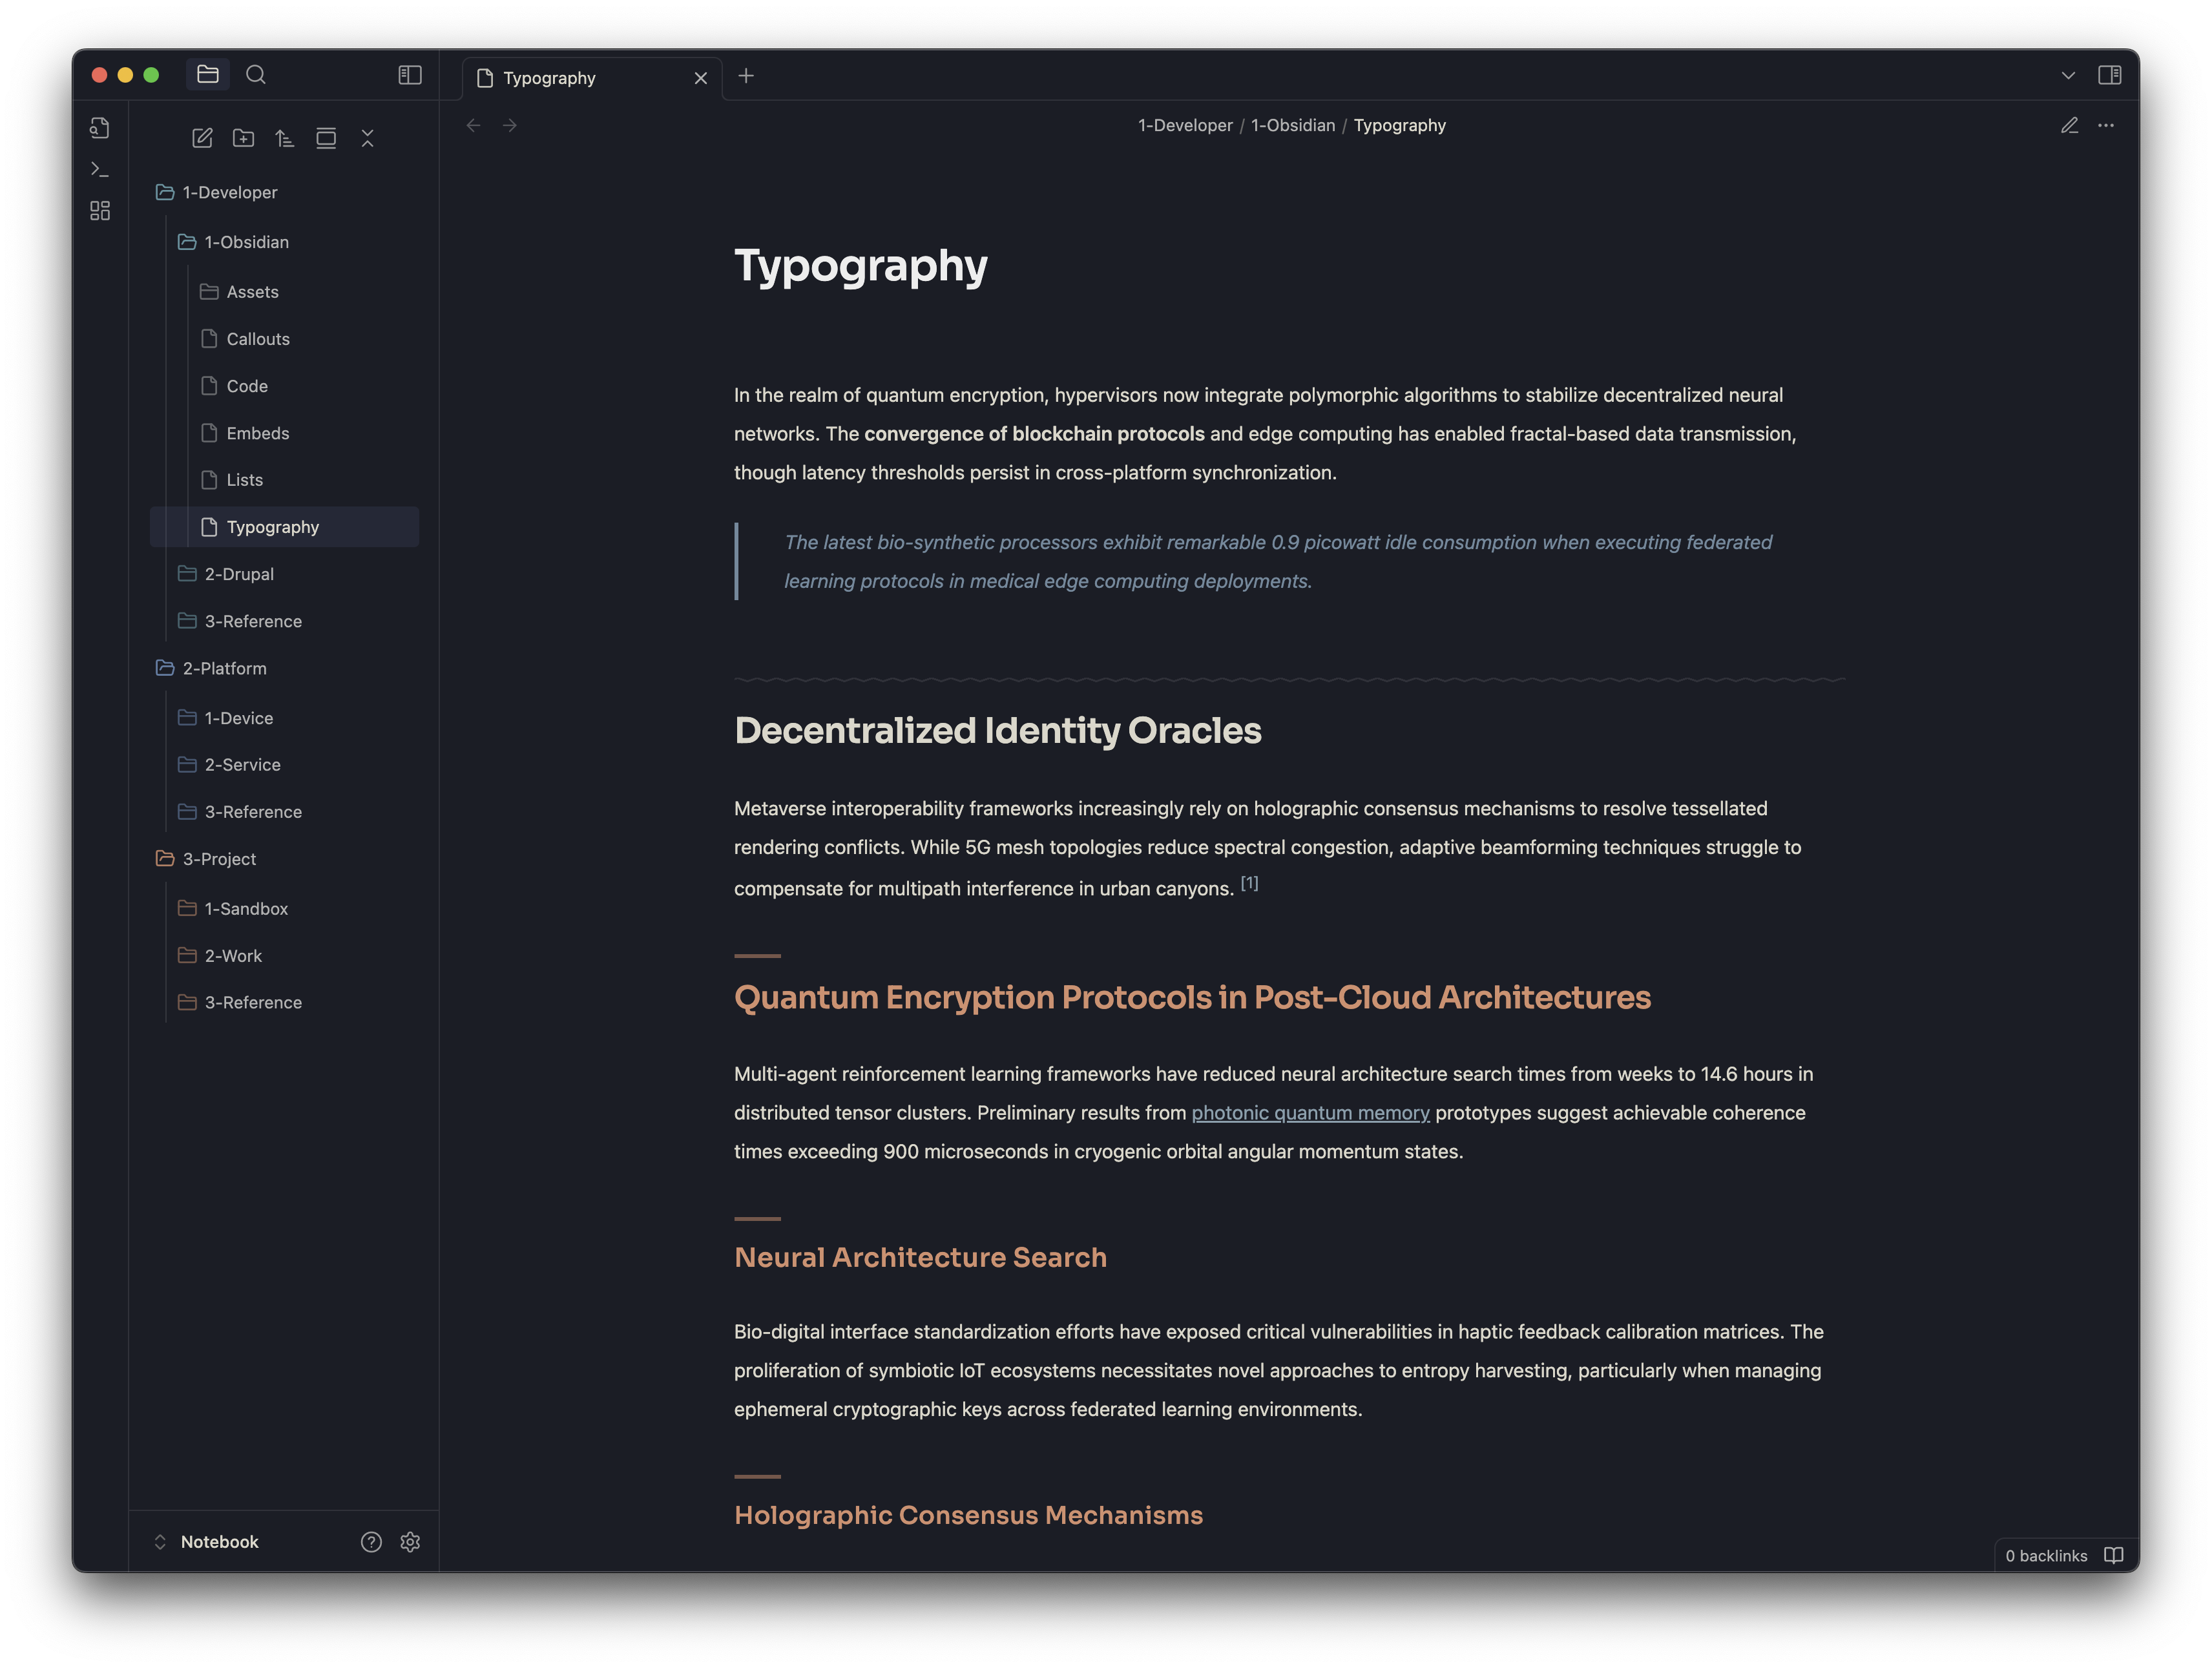 Typography
1-Developer / 1-Obsidian / Typography
1-Developer
1-Obsidian
Assets
Callouts
Code
Embeds
Lists
Typography
2-Drupal
3-Reference
2-Platform
1-Device
2-Service
3-Reference
3-Project
1-Sandbox
2-Work
3-Reference
Notebook
Typography
In the realm of quantum encryption, hypervisors now integrate polymorphic algorithms to stabilize decentralized neural
networks. The convergence of blockchain protocols and edge computing has enabled fractal-based data transmission,
though latency thresholds persist in cross-platform synchronization.
The latest bio-synthetic processors exhibit remarkable 0.9 picowatt idle consumption when executing federated
learning protocols in medical edge computing deployments.
Decentralized Identity Oracles
Metaverse interoperability frameworks increasingly rely on holographic consensus mechanisms to resolve tessellated
rendering conflicts. While 5G mesh topologies reduce spectral congestion, adaptive beamforming techniques struggle to
compensate for multipath interference in urban canyons. [1]
Quantum Encryption Protocols in Post-Cloud Architectures
Multi-agent reinforcement learning frameworks have reduced neural architecture search times from weeks to 14.6 hours in
distributed tensor clusters. Preliminary results from photonic quantum memory prototypes suggest achievable coherence
times exceeding 900 microseconds in cryogenic orbital angular momentum states.
Neural Architecture Search
Bio-digital interface standardization efforts have exposed critical vulnerabilities in haptic feedback calibration matrices. The
proliferation of symbiotic IoT ecosystems necessitates novel approaches to entropy harvesting, particularly when managing
ephemeral cryptographic keys across federated learning environments.
Holographic Consensus Mechanisms
0 backlinks